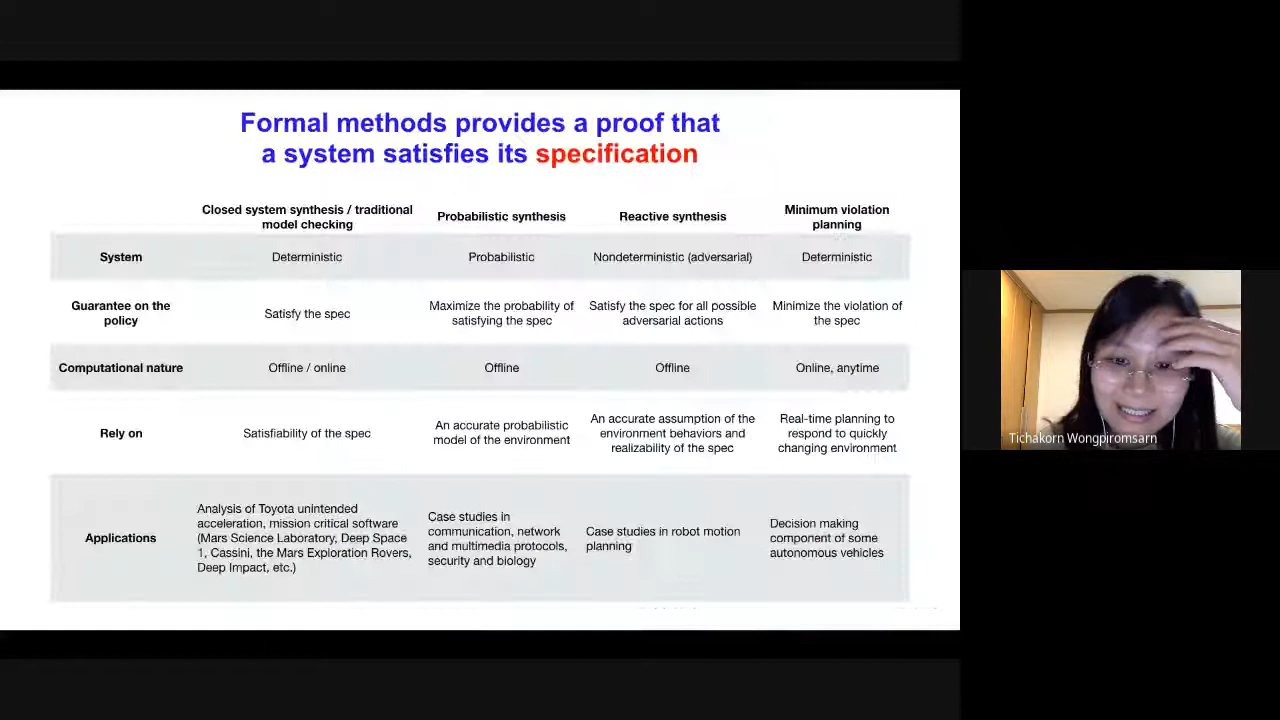 Formal methods provides a proof that
a system satisfies its specification
Closed system synthesis / traditional
model checking
Probabilistic synthesis
Reactive synthesis
Minimum violation
planning
System
Deterministic
Probabilistic
Nondeterministic (adversarial)
Deterministic
Guarantee on the
policy
Satisfy the spec
Maximize the probability of
satisfying the spec
Satisfy the spec for all possible
adversarial actions
Minimize the violation of
the spec
Computational nature
Offline / online
Offline
Offline
Online, anytime
Rely on
Satisfiability of the spec
An accurate probabilistic
model of the environment
An accurate assumption of the
environment behaviors and
realizability of the spec
Real-time planning to
respond to quickly
changing environment
Applications
Analysis of Toyota unintended
acceleration, mission critical software
(Mars Science Laboratory, Deep Space
1, Cassini, the Mars Exploration Rovers,
Deep Impact, etc.)
Case studies in
communication, network
and multimedia protocols,
security and biology
Case studies in robot motion
planning
Decision making
component of some
autonomous vehicles
Tichakorn Wongpiromsarn